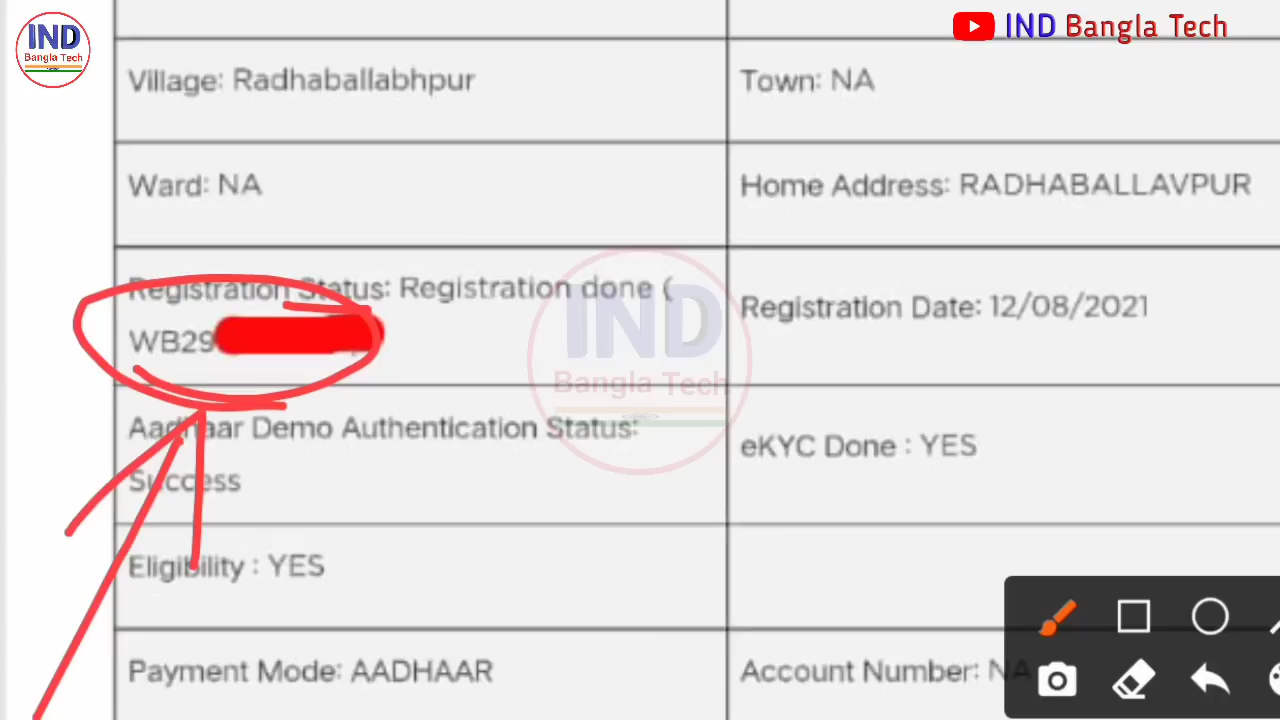 IND
Bangla Tech
IND Bangla Tech
Village: Radhaballabhpur
Town: NA
Ward: NA
Home Address: RADHABALLAVPUR
Registration Status: Registration done (
WB29
Registration Date: 12/08/2021
IND
Bangla Tech
Aadhaar Demo Authentication Status:
Success
eKYC Done : YES
Eligibility : YES
Payment Mode: AADHAAR
Account Number: NA